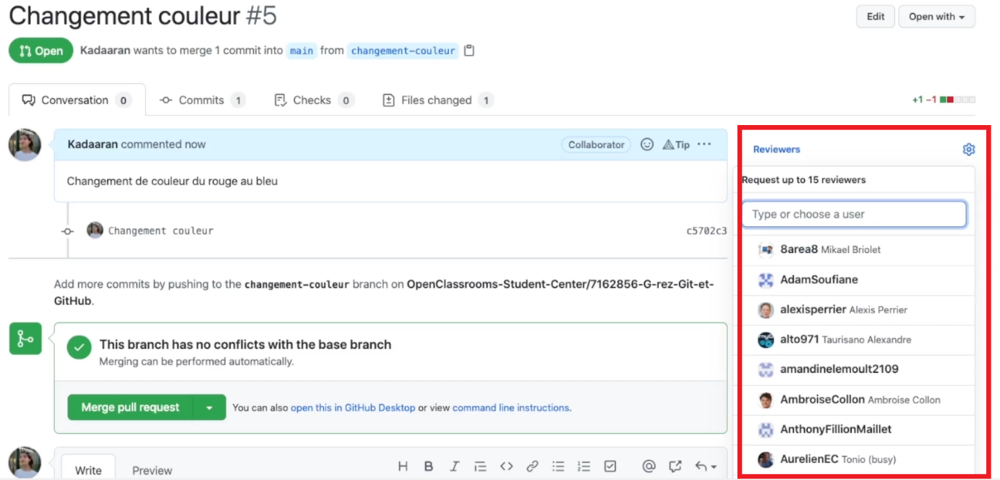 Changement couleur #5
Edit
Open with
Open
Kadaaran wants to merge 1 commit into main from changement-couleur
Conversation 0
Commits 1
Checks 0
Files changed 1
+1 −1
Kadaaran commented now
Collaborator
Tip
Changement de couleur du rouge au bleu
Changement couleur
c5702c3
Add more commits by pushing to the changement-couleur branch on OpenClassrooms-Student-Center/7162856-G-rez-Git-et-
GitHub.
This branch has no conflicts with the base branch
Merging can be performed automatically.
Merge pull request
You can also open this in GitHub Desktop or view command line instructions.
Write
Preview
Reviewers
Request up to 15 reviewers
Type or choose a user
8area8 Mikael Briolet
AdamSoufiane
alexisperrier Alexis Perrier
alto971 Taurisano Alexandre
amandinelemoult2109
AmbroiseCollon Ambroise Collon
AnthonyFillionMaillet
AurelienEC Tonio (busy)